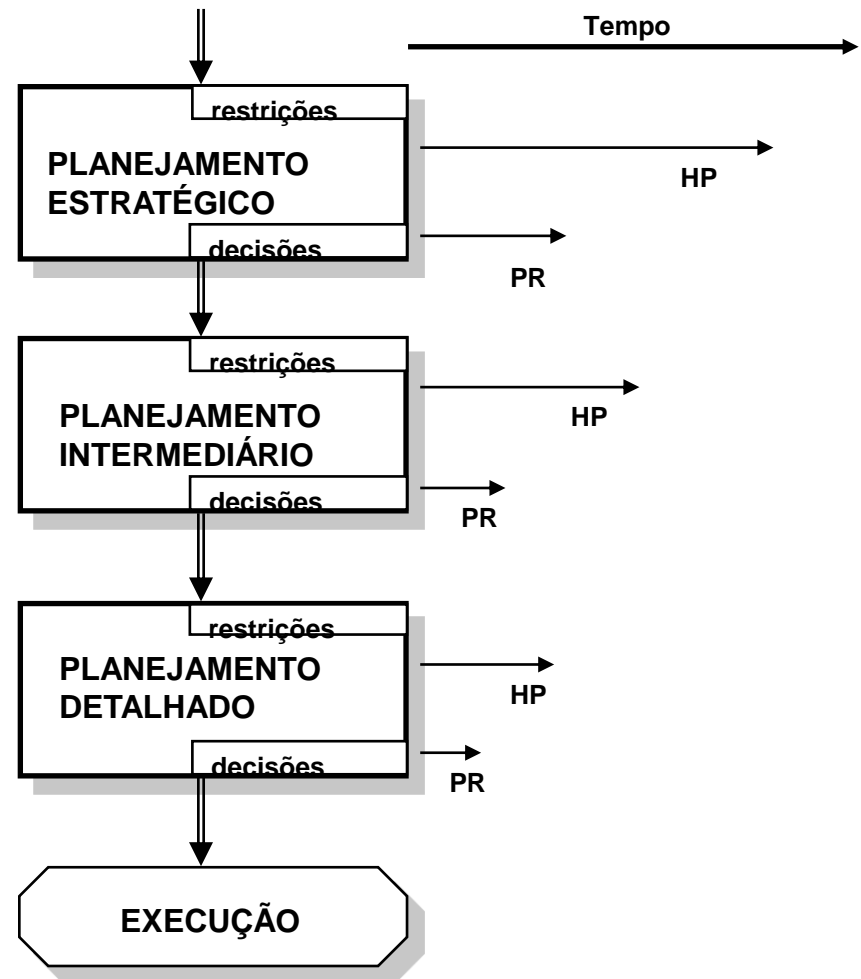 Tempo
restrições
PLANEJAMENTO
ESTRATÉGICO
HP
decisões
PR
restrições
PLANEJAMENTO
INTERMEDIÁRIO
HP
decisões
PR
restrições
PLANEJAMENTO
DETALHADO
HP
decisões
PR
EXECUÇÃO